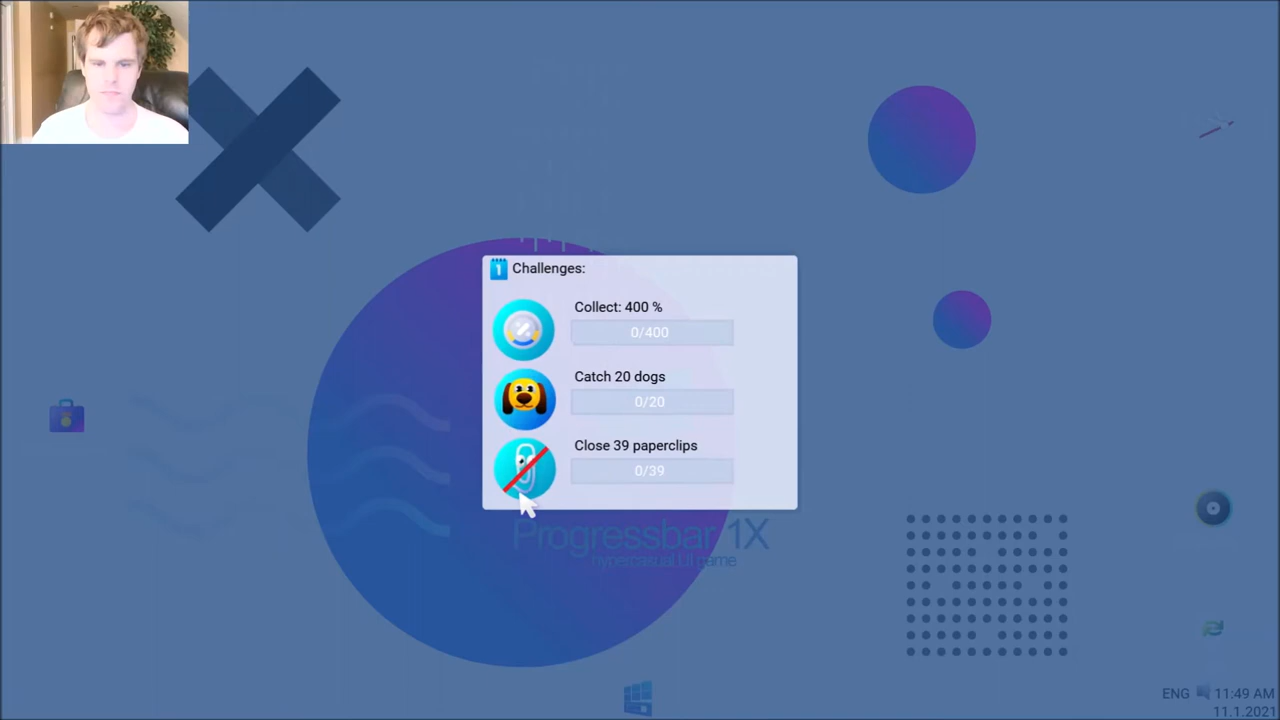 1 Challenges:
Collect: 400 %
0/400
Catch 20 dogs
0/20
Close 39 paperclips
0/39
Progressbar 1X
hypercasual UI game
ENG 11:49 AM
11.1.2021